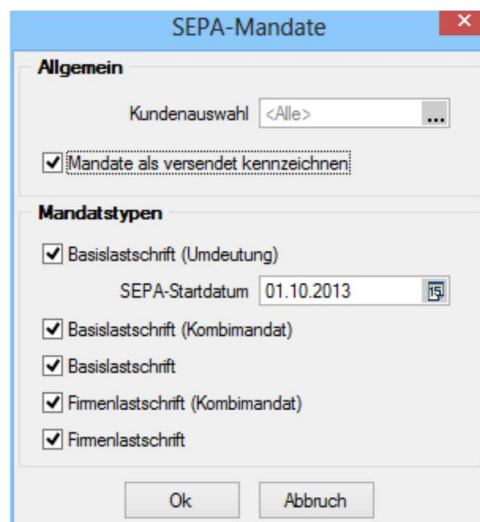 SEPA-Mandate
Allgemein
Kundenauswahl <Alle> ...
Mandate als versendet kennzeichnen
Mandatstypen
Basislastschrift (Umdeutung)
SEPA-Startdatum 01.10.2013 15
Basislastschrift (Kombimandat)
Basislastschrift
Firmenlastschrift (Kombimandat)
Firmenlastschrift
Ok Abbruch